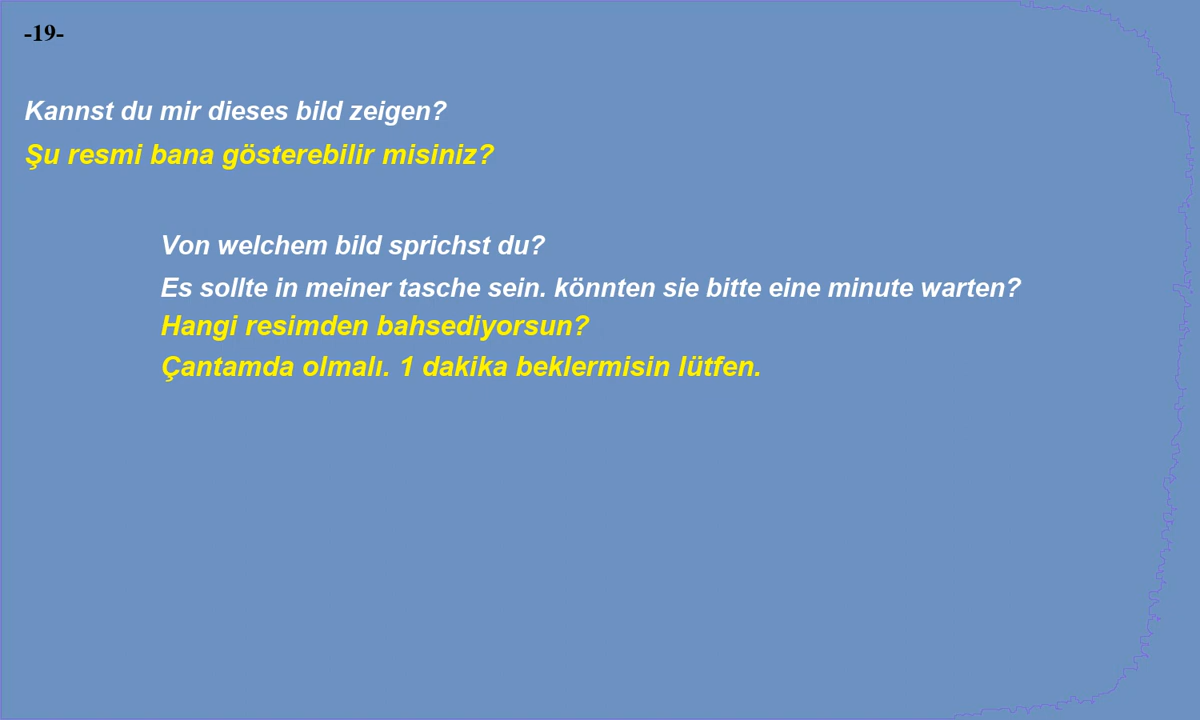 -19-
Kannst du mir dieses bild zeigen?
Şu resmi bana gösterebilir misiniz?
Von welchem bild sprichst du?
Es sollte in meiner tasche sein. könnten sie bitte eine minute warten?
Hangi resimden bahsediyorsun?
Çantamda olmalı. 1 dakika beklermisin lütfen.